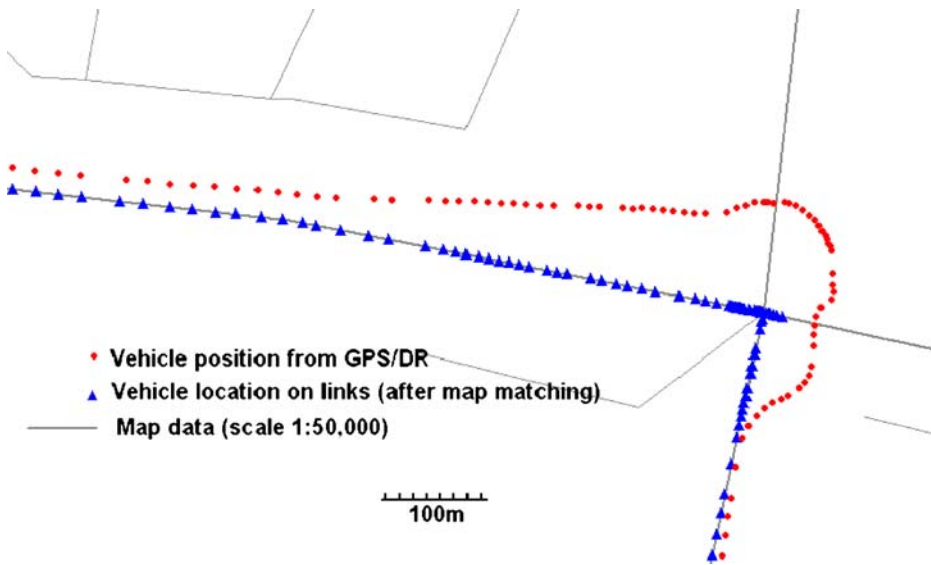 Vehicle position from GPS/DR
Vehicle location on links (after map matching)
Map data (scale 1:50,000)
100m